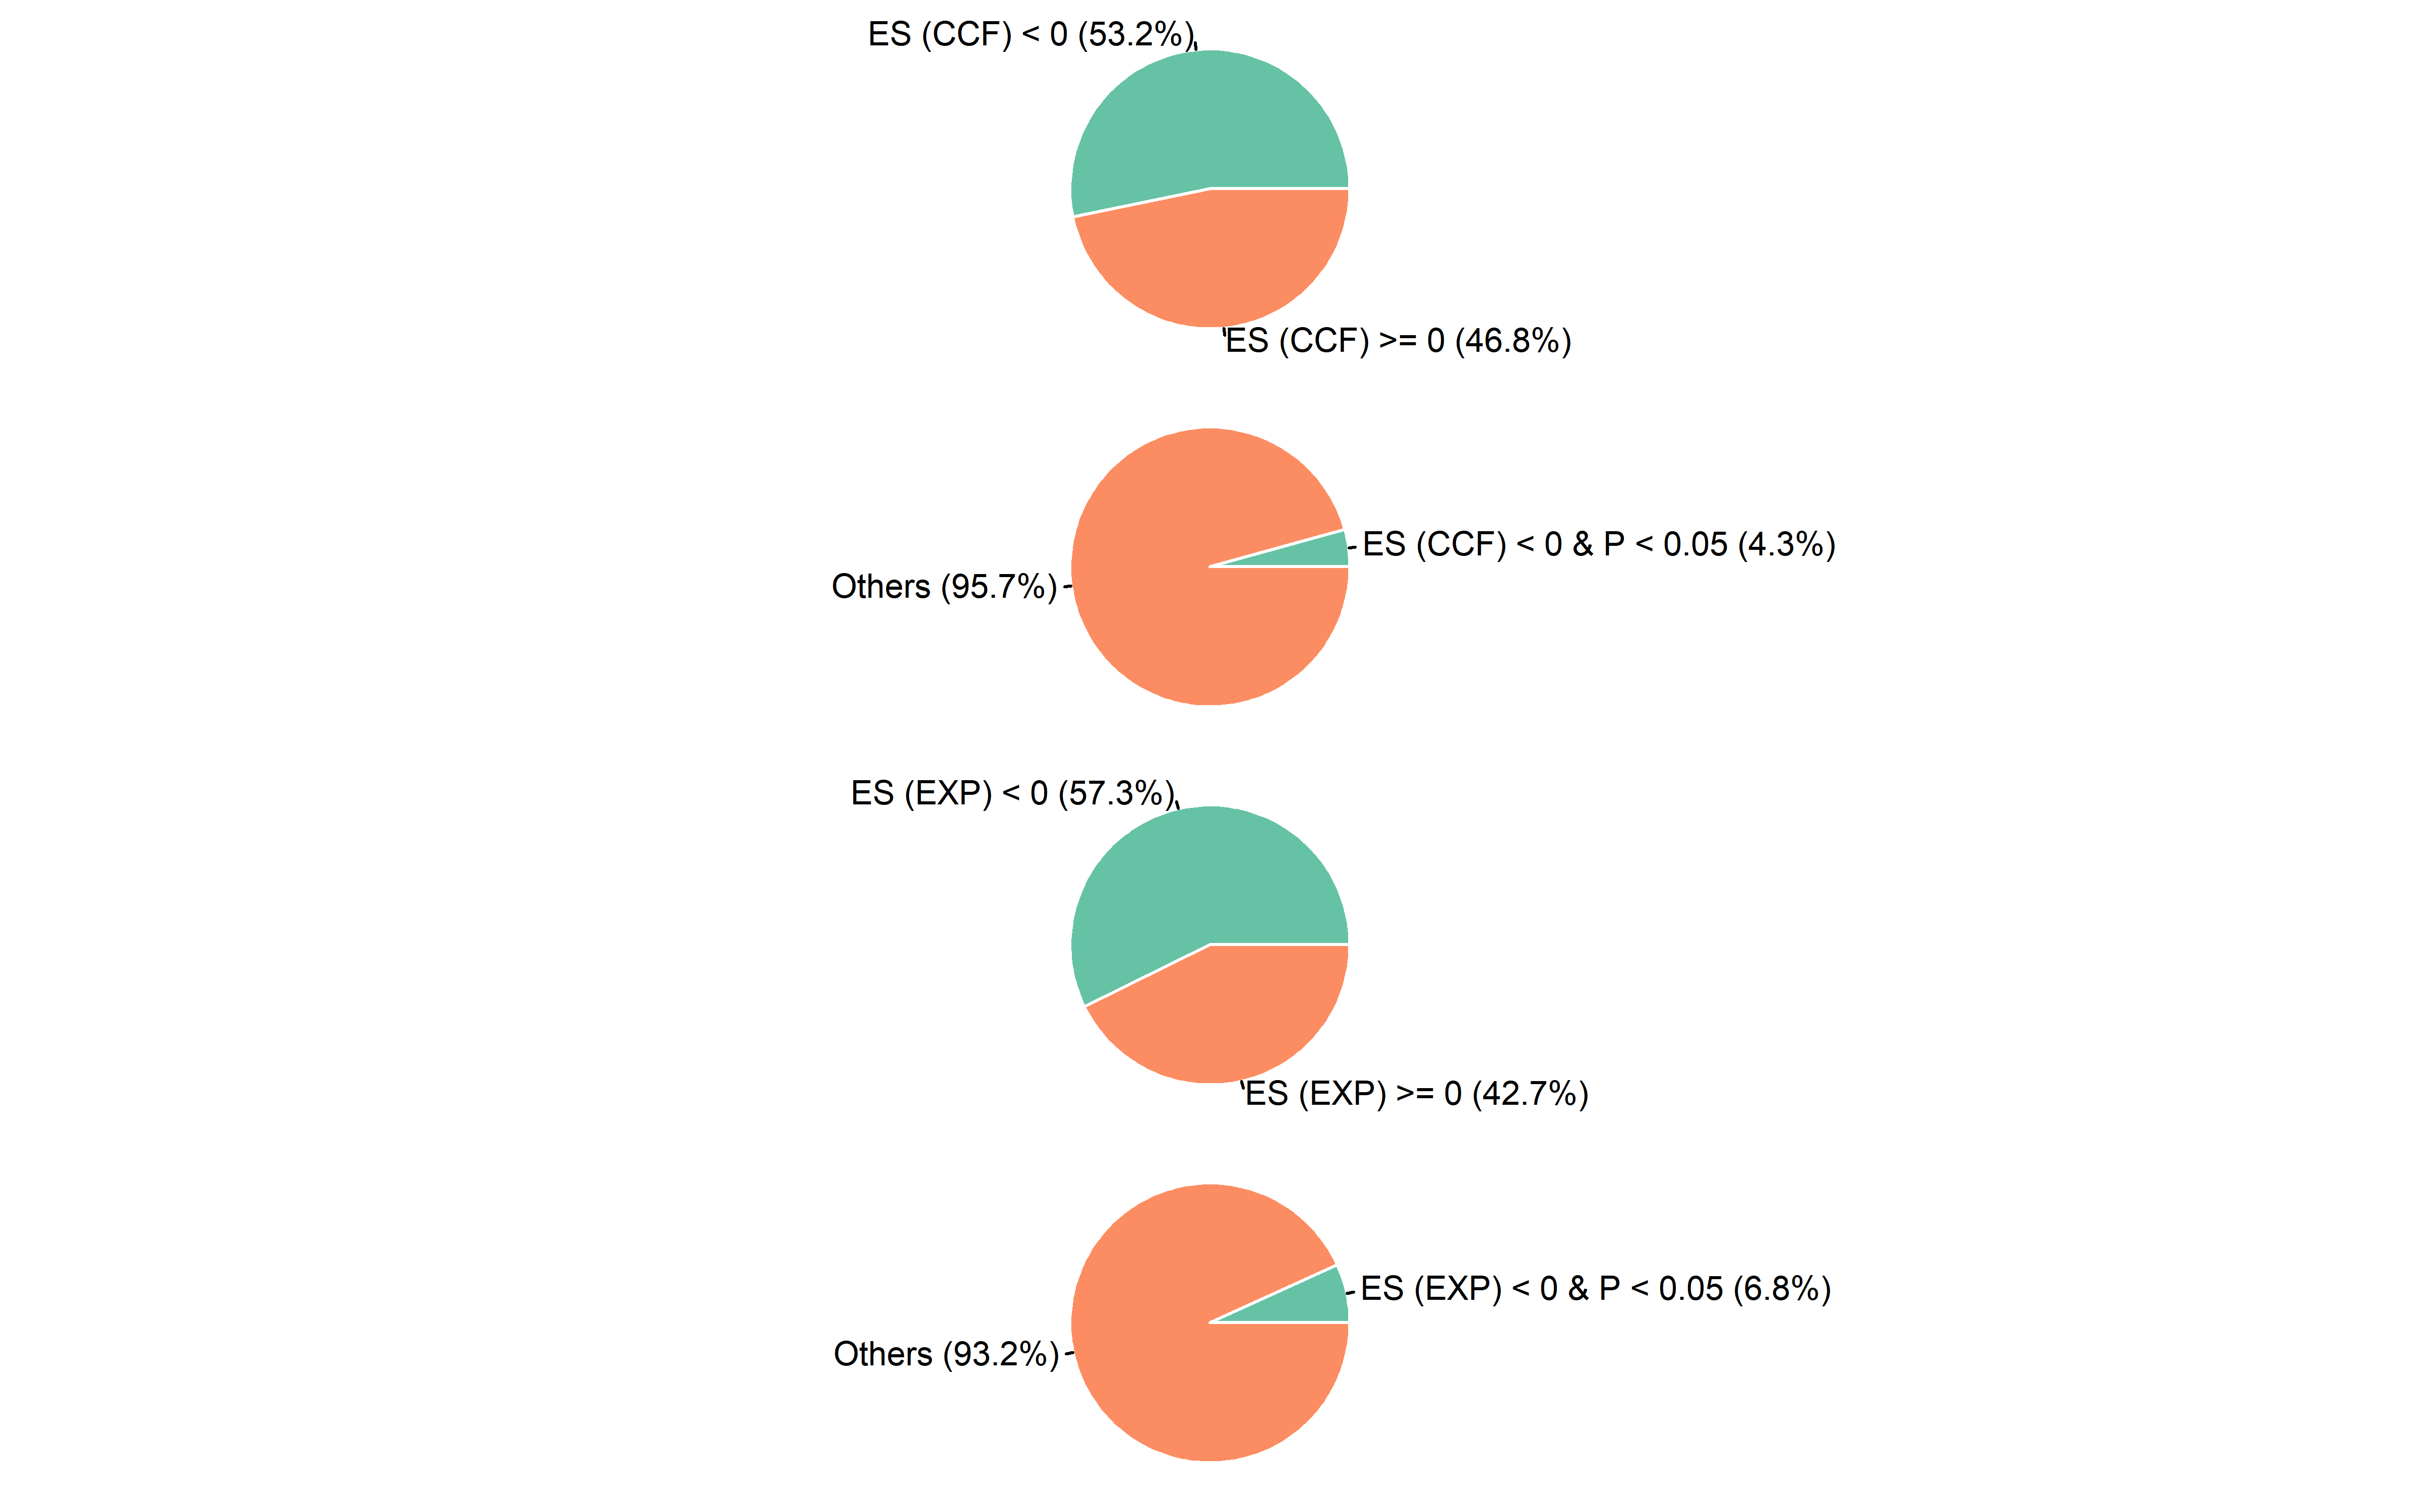 ES (CCF) < 0 (53.2%)
ES (CCF) >= 0 (46.8%)
ES (CCF) < 0 & P < 0.05 (4.3%)
Others (95.7%)
ES (EXP) < 0 (57.3%)
ES (EXP) >= 0 (42.7%)
ES (EXP) < 0 & P < 0.05 (6.8%)
Others (93.2%)